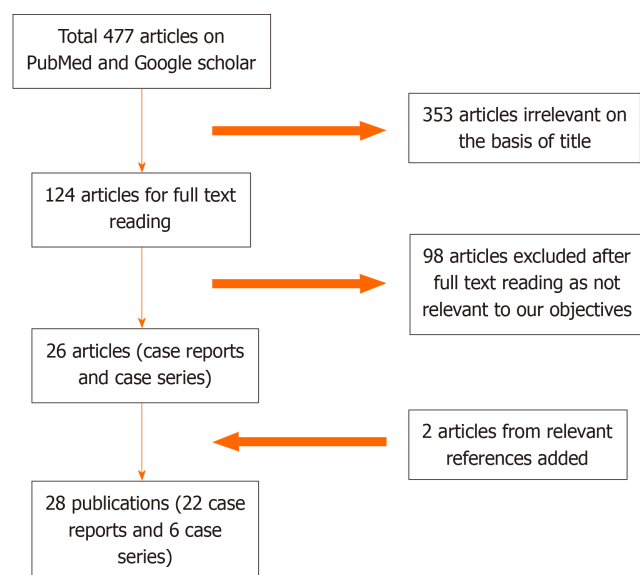 Total 477 articles on
PubMed and Google scholar
353 articles irrelevant on
the basis of title
124 articles for full text
reading
98 articles excluded after
full text reading as not
relevant to our objectives
26 articles (case reports
and case series)
2 articles from relevant
references added
28 publications (22 case
reports and 6 case
series)